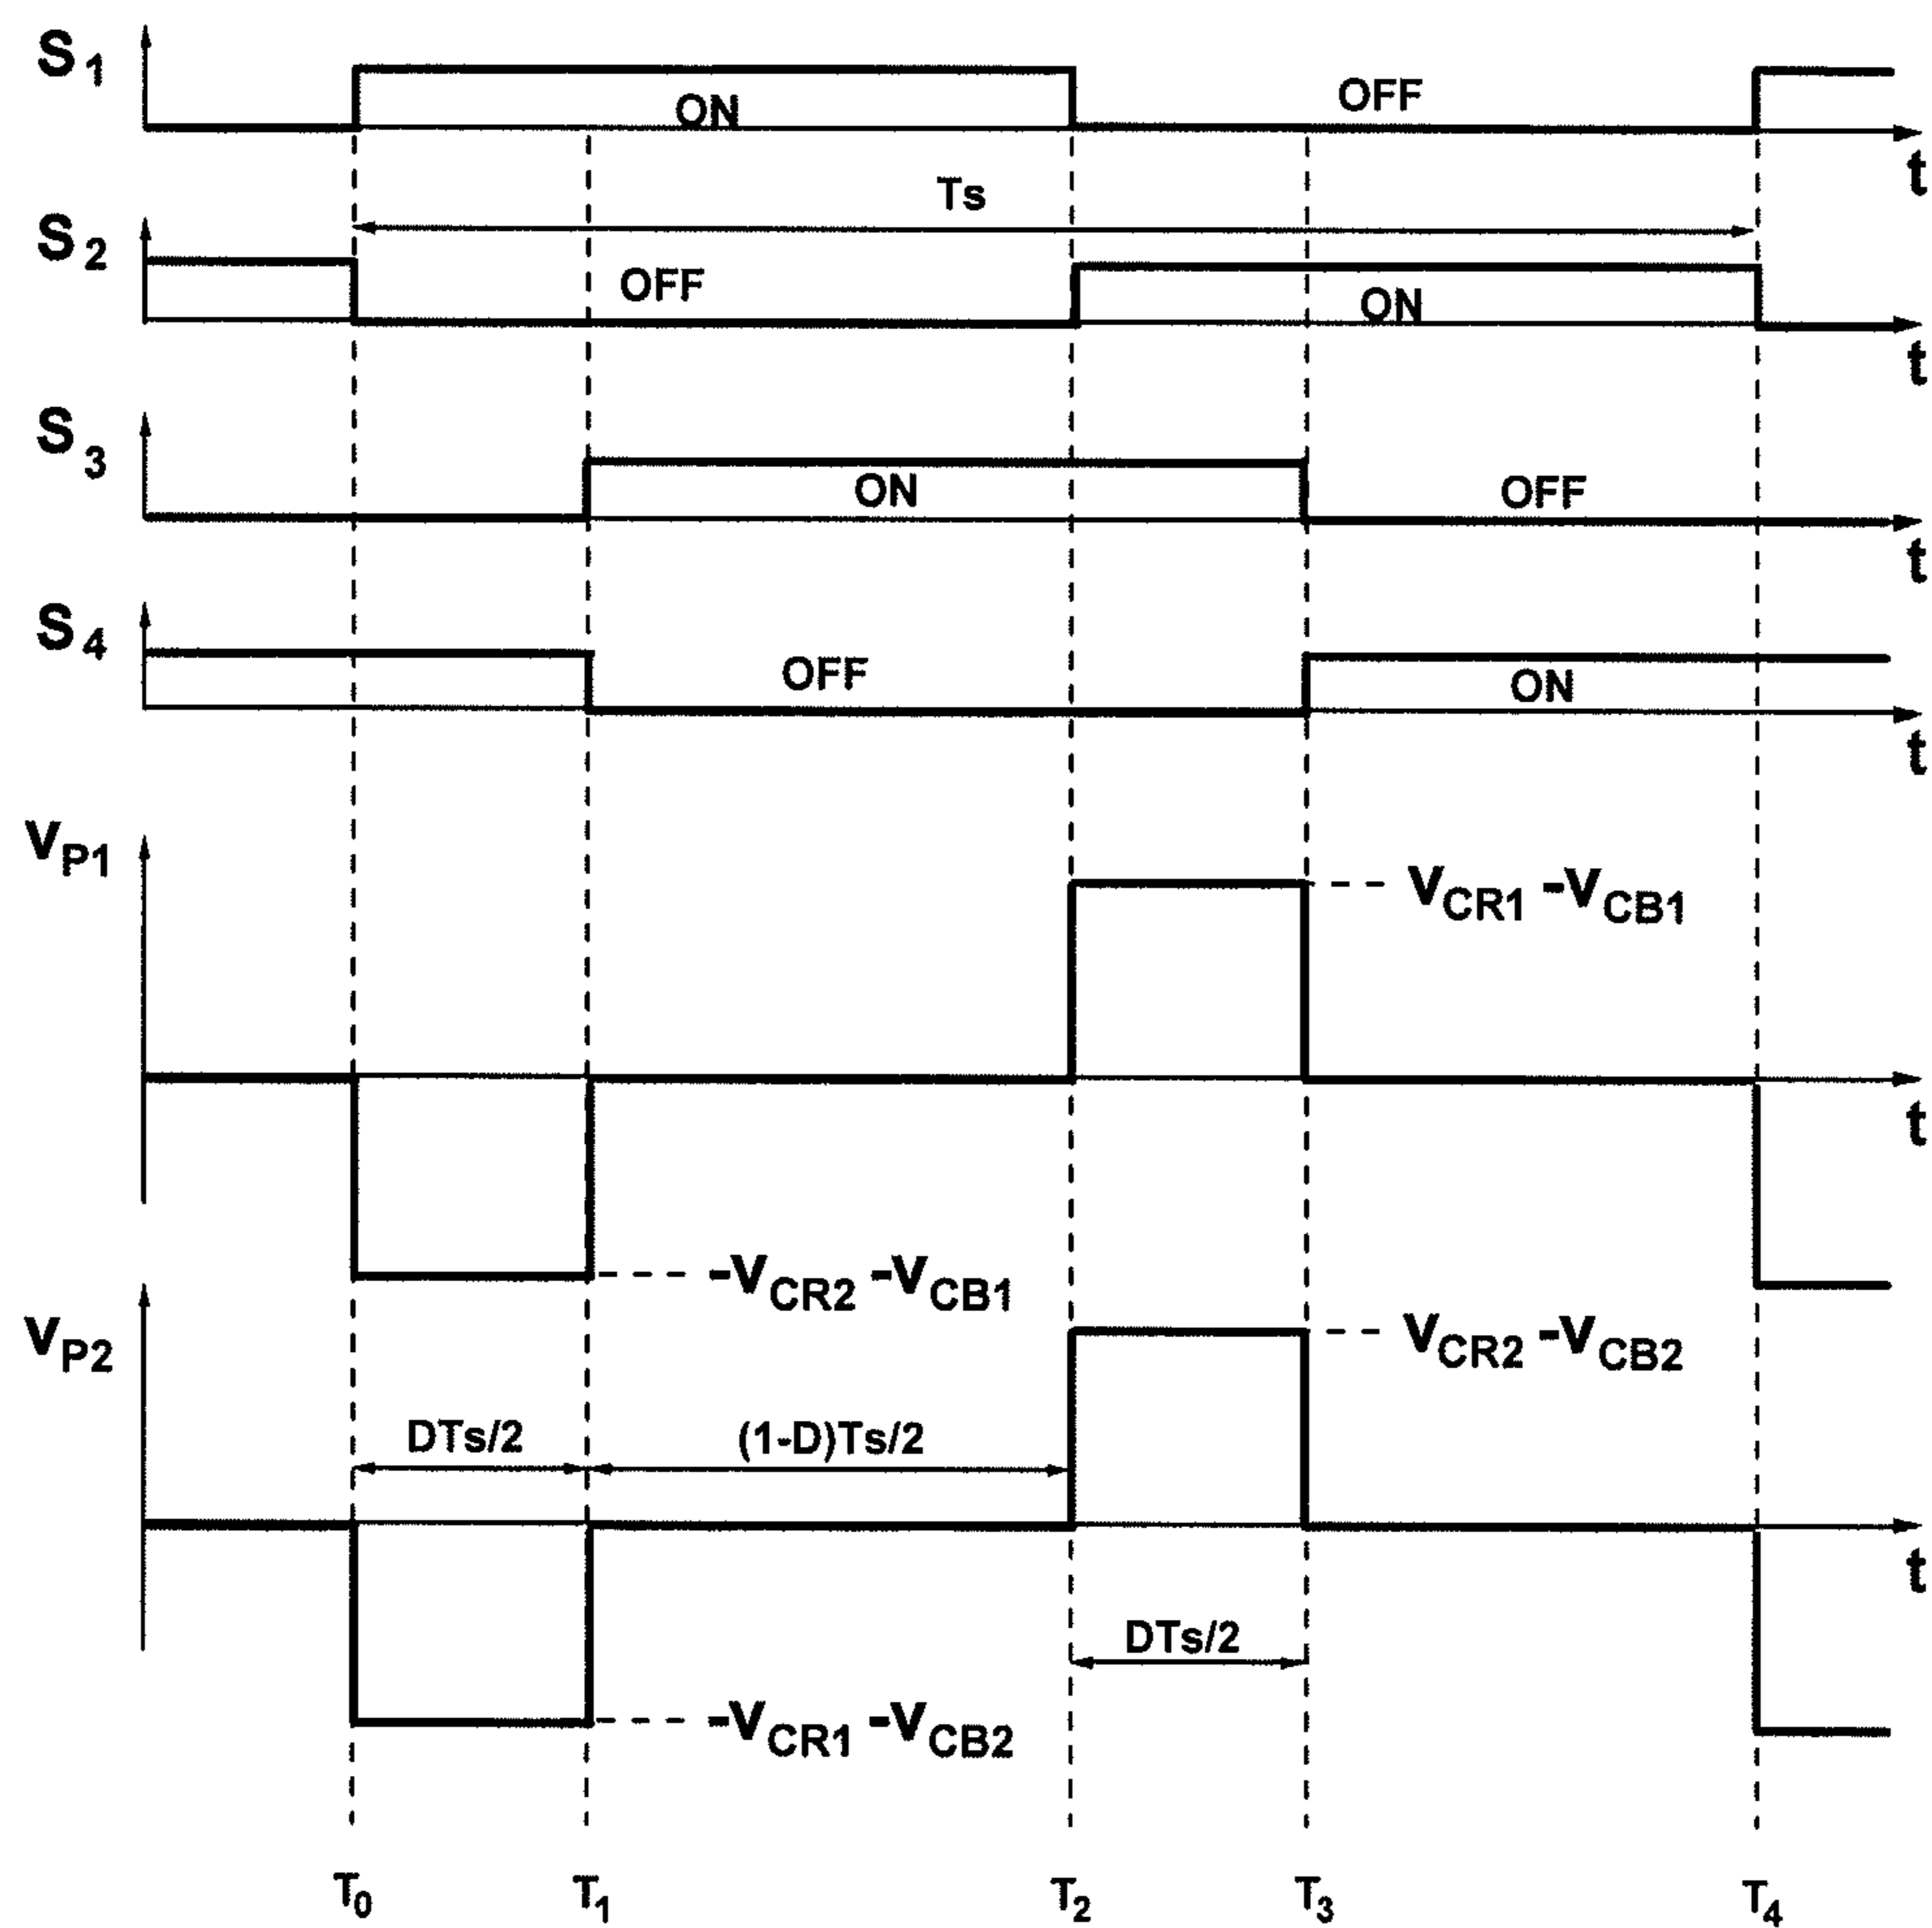 S1
ON
OFF
t
Ts
S2
OFF
ON
t
S3
ON
OFF
t
S4
OFF
ON
t
VP1
VCR1 -VCB1
t
-VCR2 -VCB1
VP2
VCR2 -VCB2
DTs/2
(1-D)Ts/2
t
DTs/2
-VCR1 -VCB2
T0
T1
T2
T3
T4